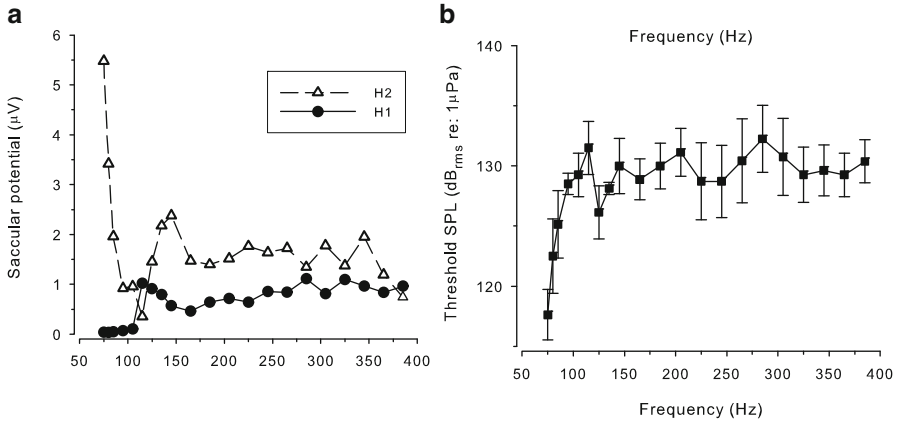 a
6
5
4
3
2
1
0
Saccular potential (μV)
H2
H1
50 100 150 200 250 300 350 400
b
Frequency (Hz)
140
130
120
Threshold SPL (dBrms re: 1μPa)
50 100 150 200 250 300 350 400
Frequency (Hz)